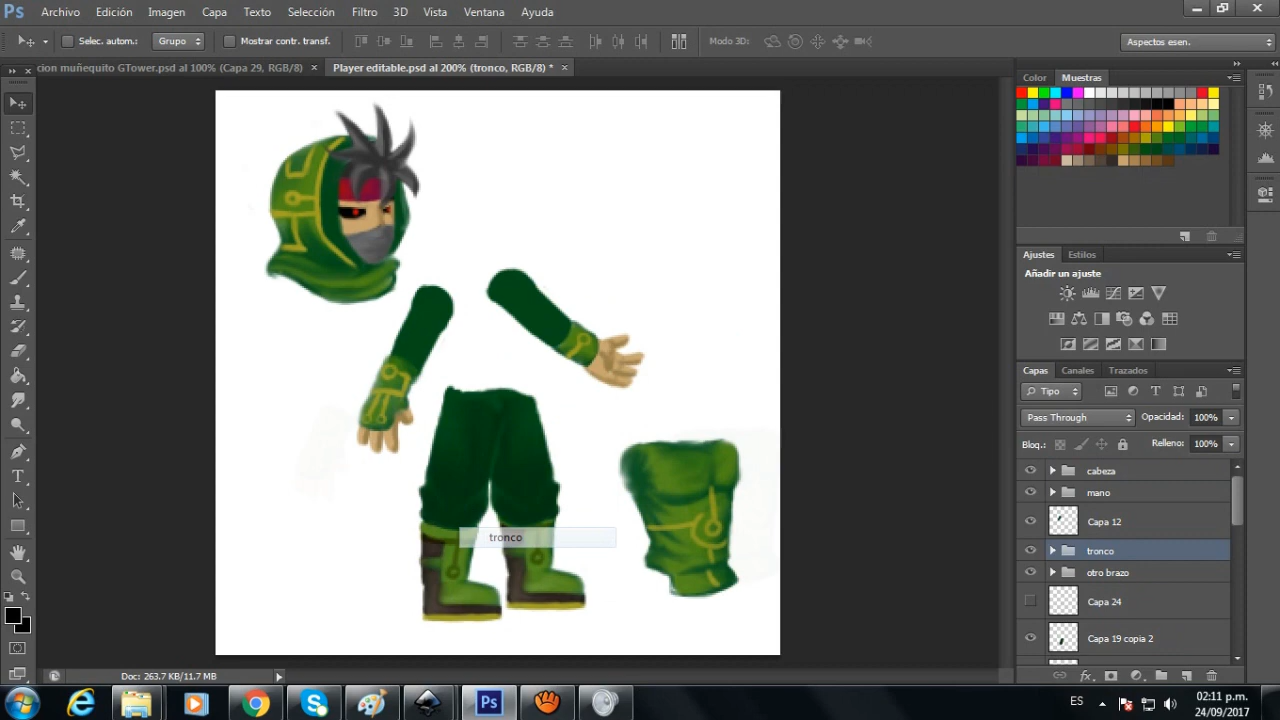 Ps Archivo Edición Imagen Capa Texto Selección Filtro 3D Vista Ventana Ayuda
Selec. autom.: Grupo Mostrar contr. transf. Modo 3D: Aspectos esen.
cion muñequito GTower.psd al 100% (Capa 29, RGB/8) × Player editable.psd al 200% (tronco, RGB/8) * ×
Color Muestras
Ajustes Estilos
Añadir un ajuste
Capas Canales Trazados
Tipo
Pass Through Opacidad: 100%
Bloq.: Relleno: 100%
cabeza
mano
Capa 12
tronco
otro brazo
Capa 24
Capa 19 copia 2
tronco
Doc: 263.7 KB/11.7 MB
Ps
ES
02:11 p.m.
24/09/2017